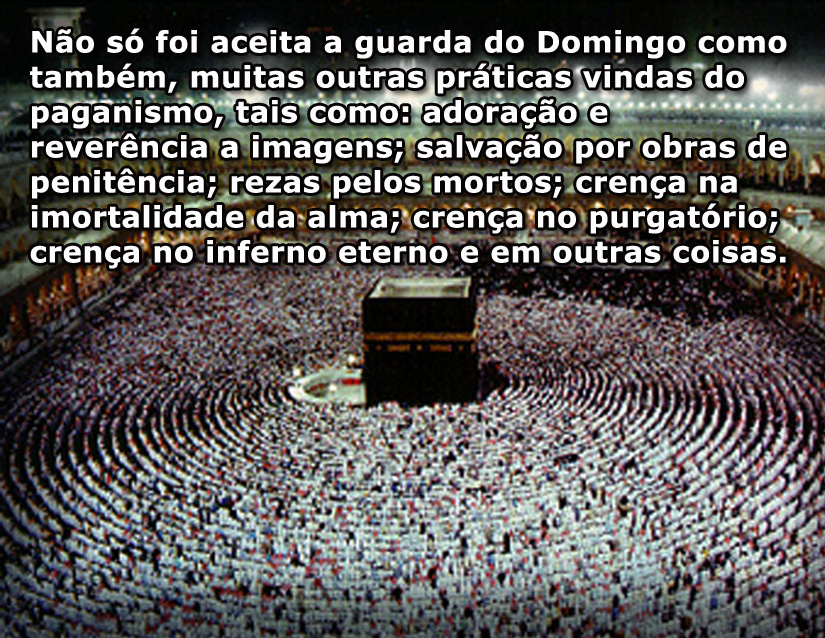 Não só foi aceita a guarda do Domingo como
também, muitas outras práticas vindas do
paganismo, tais como: adoração e
reverência a imagens; salvação por obras de
penitência; rezas pelos mortos; crença na
imortalidade da alma; crença no purgatório;
crença no inferno eterno e em outras coisas.